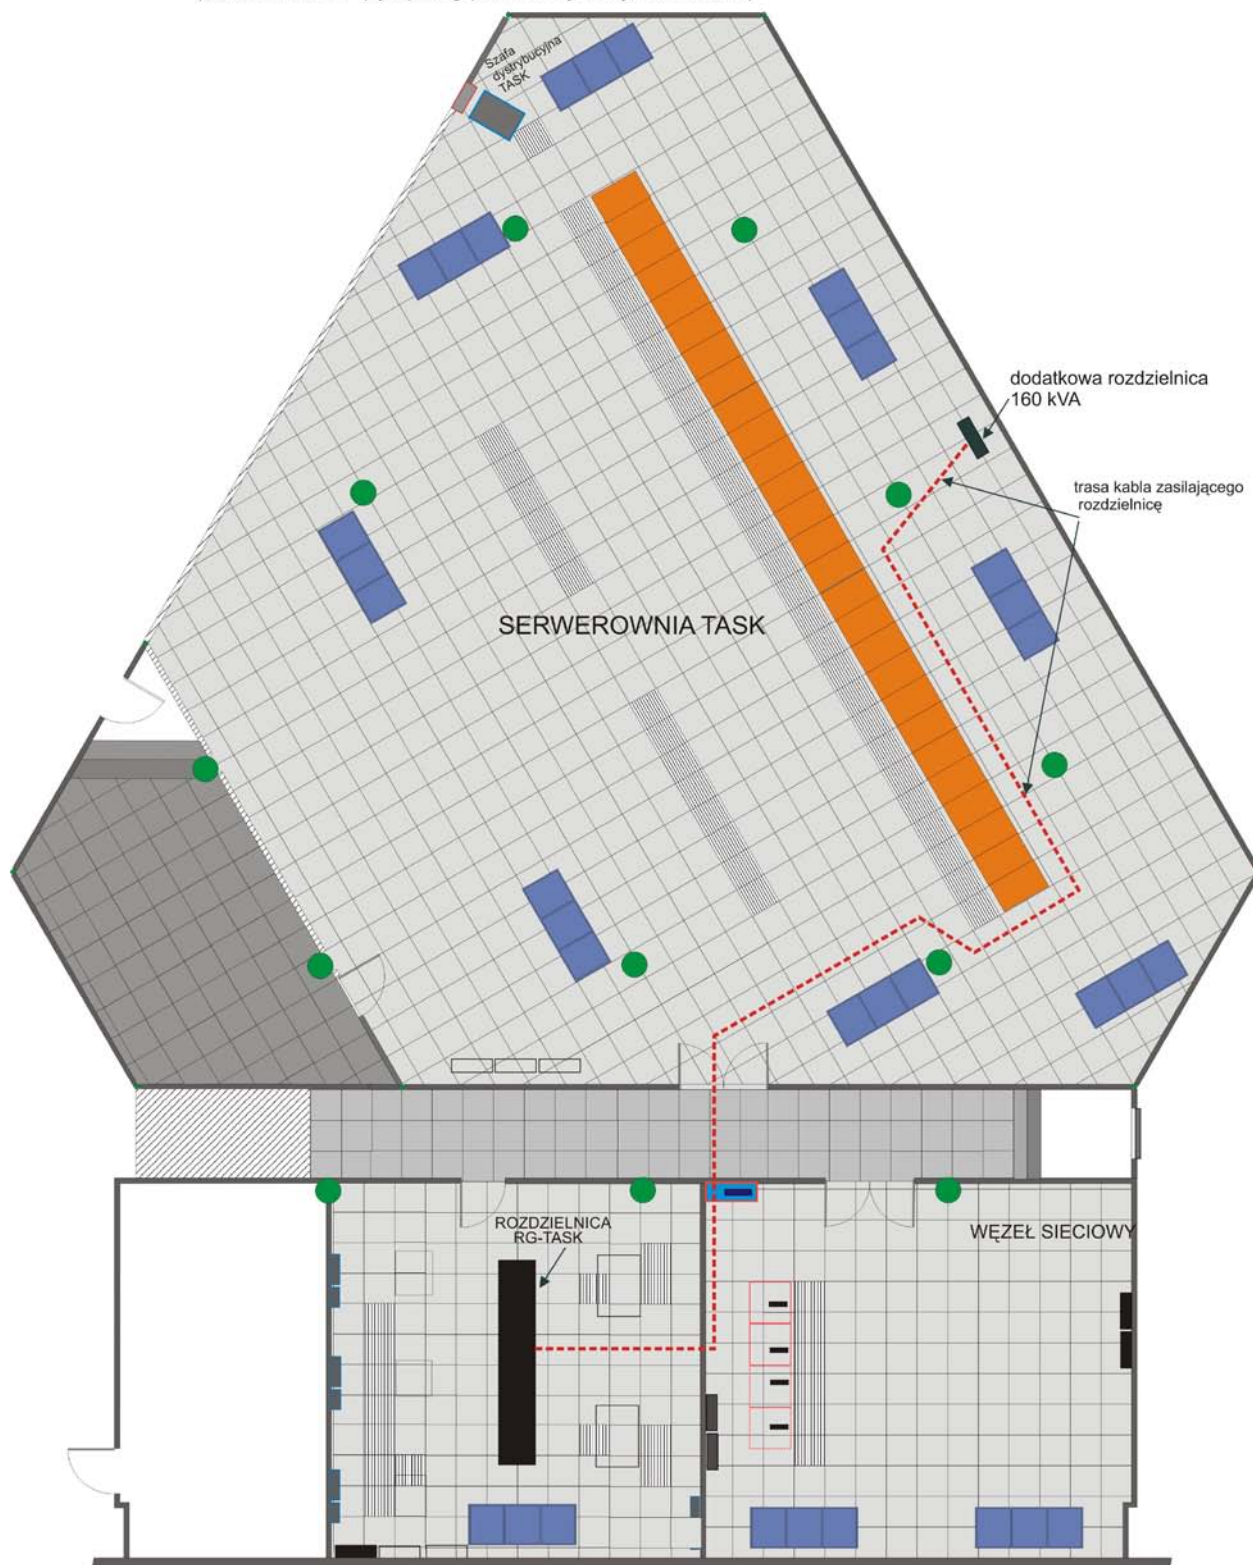 Szafa
dystrybucyjna
TASK
dodatkowa rozdzielnica
160 kVA
trasa kabla zasilającego
rozdzielnicę
SERWEROWNIA TASK
ROZDZIELNICA
RG-TASK
WĘZEŁ SIECIOWY